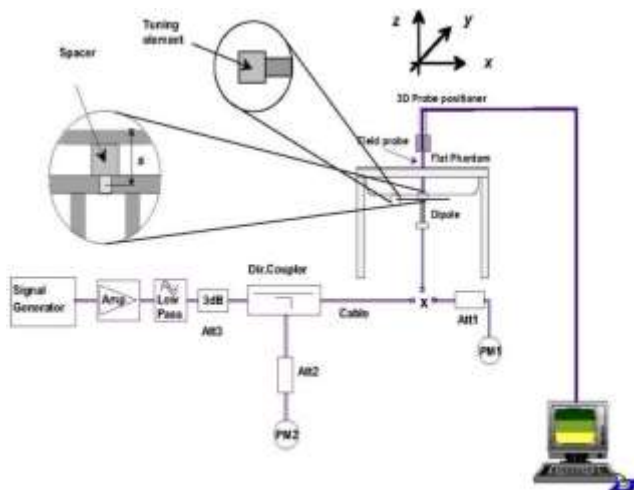 Tuning
element
Spacer
z
y
x
3D Probe positioner
Field probe
Flat Phantom
Dipole
Signal
Generator
Amp
Low
Pass
3dB
Att3
Dir.Coupler
Cable
x
Att1
PM1
Att2
PM2